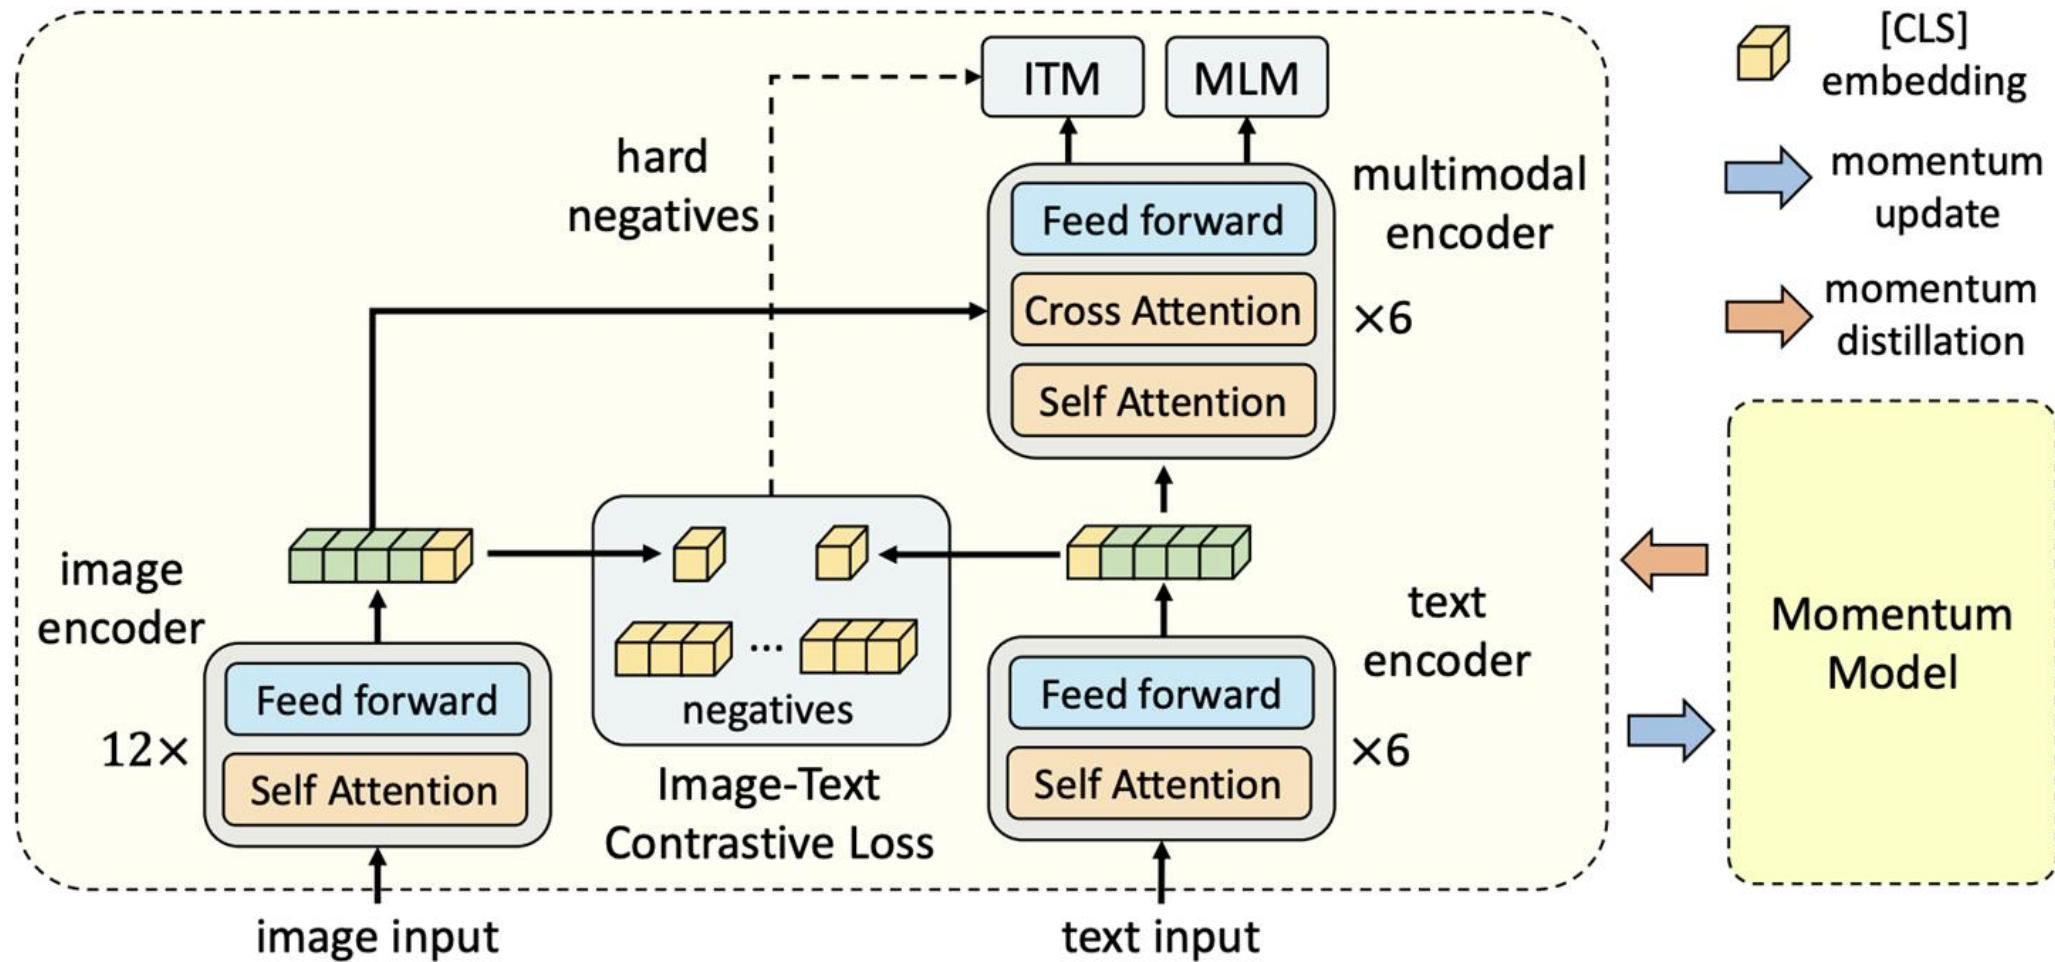 ITM
MLM
hard
negatives
multimodal
encoder
Feed forward
Cross Attention
×6
Self Attention
image
encoder
Feed forward
12×
Self Attention
...
negatives
Image-Text
Contrastive Loss
text
encoder
Feed forward
×6
Self Attention
image input
text input
[CLS]
embedding
momentum
update
momentum
distillation
Momentum
Model